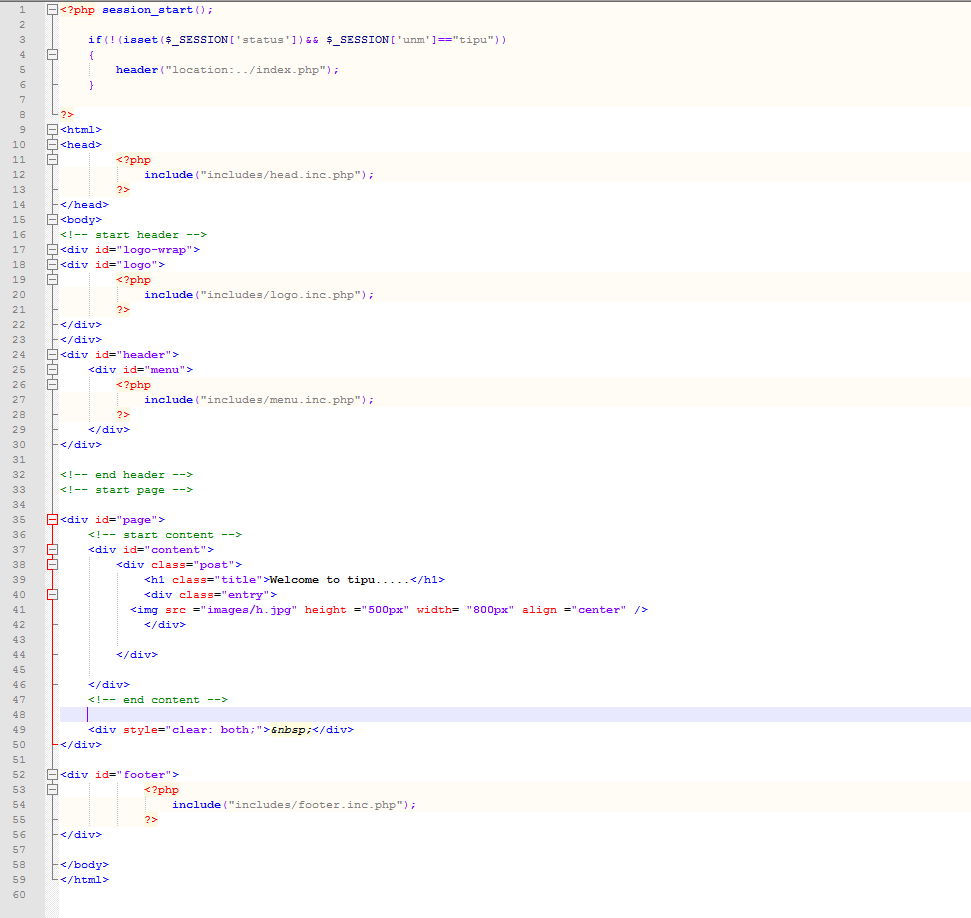 1 <?php session_start();
2
3 if(!(isset($_SESSION['status'])&& $_SESSION['unm']=="tipu"))
4 {
5 header("location:../index.php");
6 }
7
8 ?>
9 <html>
10 <head>
11 <?php
12 include("includes/head.inc.php");
13 ?>
14 </head>
15 <body>
16 <!-- start header -->
17 <div id="logo-wrap">
18 <div id="logo">
19 <?php
20 include("includes/logo.inc.php");
21 ?>
22 </div>
23 </div>
24 <div id="header">
25 <div id="menu">
26 <?php
27 include("includes/menu.inc.php");
28 ?>
29 </div>
30 </div>
31
32 <!-- end header -->
33 <!-- start page -->
34
35 <div id="page">
36 <!-- start content -->
37 <div id="content">
38 <div class="post">
39 <h1 class="title">Welcome to tipu.....</h1>
40 <div class="entry">
41 <img src ="images/h.jpg" height ="500px" width= "800px" align ="center" />
42 </div>
43
44 </div>
45
46 </div>
47 <!-- end content -->
48
49 <div style="clear: both;">&nbsp;</div>
50 </div>
51
52 <div id="footer">
53 <?php
54 include("includes/footer.inc.php");
55 ?>
56 </div>
57
58 </body>
59 </html>
60